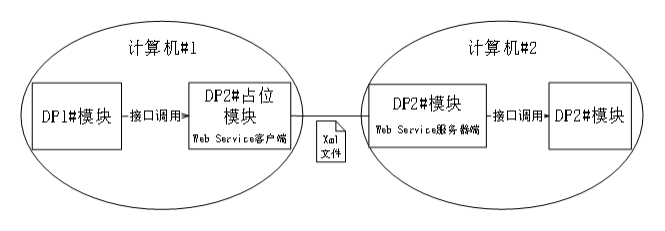 计算机#1
计算机#2
DP1#模块
接口调用
DP2#占位
模块
Web Service客户端
Xml
文件
DP2#模块
Web Service服务器端
接口调用
DP2#模块